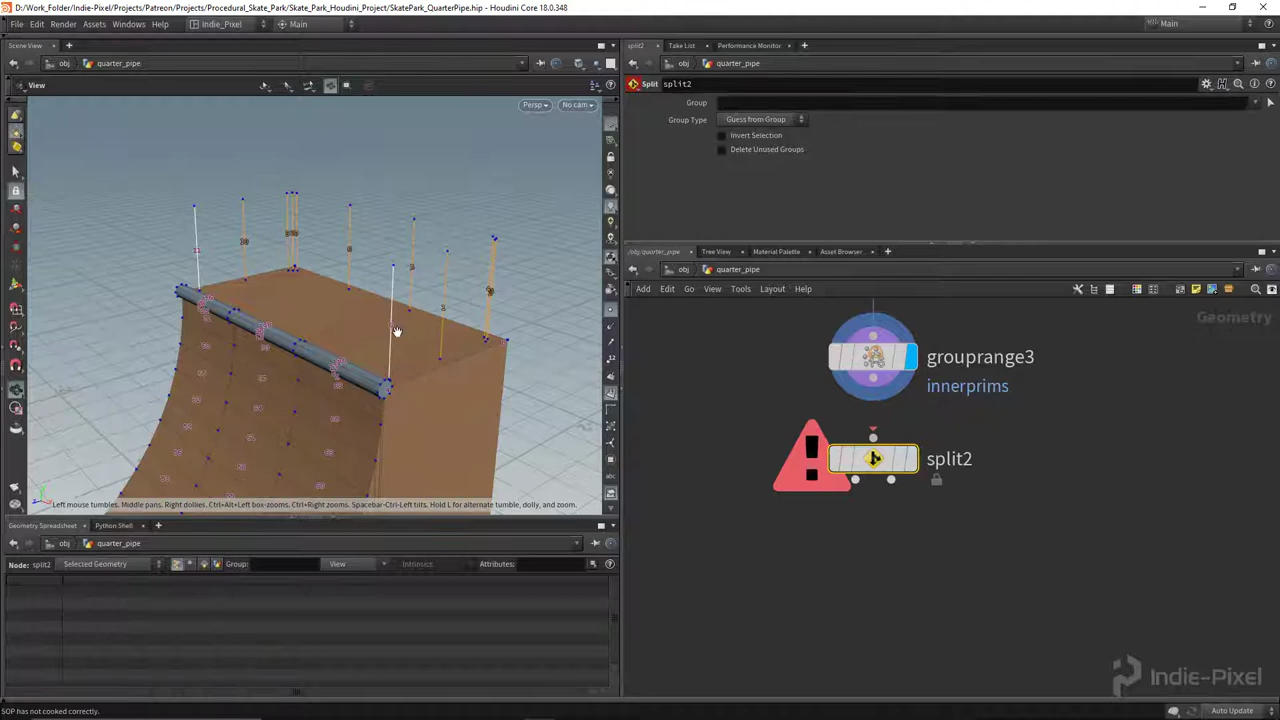 D:/Work_Folder/Indie-Pixel/Projects/Patreon/Projects/Procedural_Skate_Park/Skate_Park_Houdini_Project/SkatePark_QuarterPipe.hip - Houdini Core 18.0.348
File Edit Render Assets Windows Help Indie_Pixel Main Main
Scene View
obj quarter_pipe
View
Persp No cam
Left mouse tumbles. Middle pans. Right dollies. Ctrl+Alt+Left box-zooms. Ctrl+Right zooms. Spacebar-Ctrl-Left tilts. Hold L for alternate tumble, dolly, and zoom.
Geometry Spreadsheet Python Shell
obj quarter_pipe
Node: split2 Selected Geometry Group: View Intrinsics Attributes:
SOP has not cooked correctly.
split2 Take List Performance Monitor
obj quarter_pipe
Split split2
Group
Group Type Guess from Group
Invert Selection
Delete Unused Groups
/obj/quarter_pipe Tree View Material Palette Asset Browser
obj quarter_pipe
Add Edit Go View Tools Layout Help
Geometry
grouprange3
innerprims
split2
Indie-Pixel
Auto Update